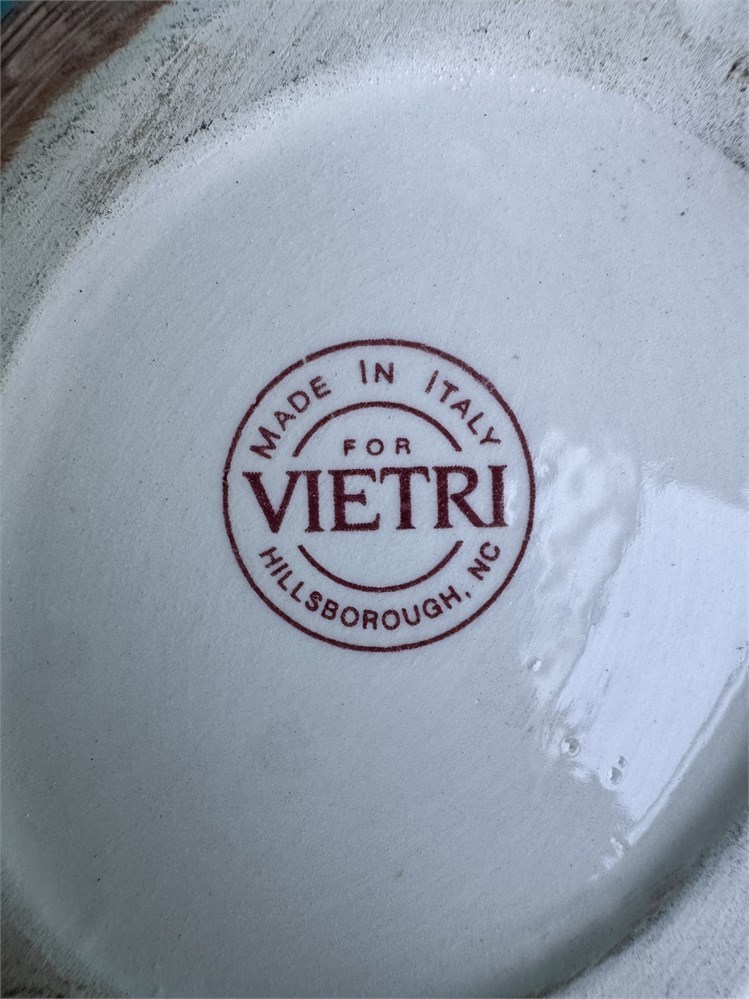 MADE IN ITALY
FOR
VIETRI
HILLSBOROUGH, NC